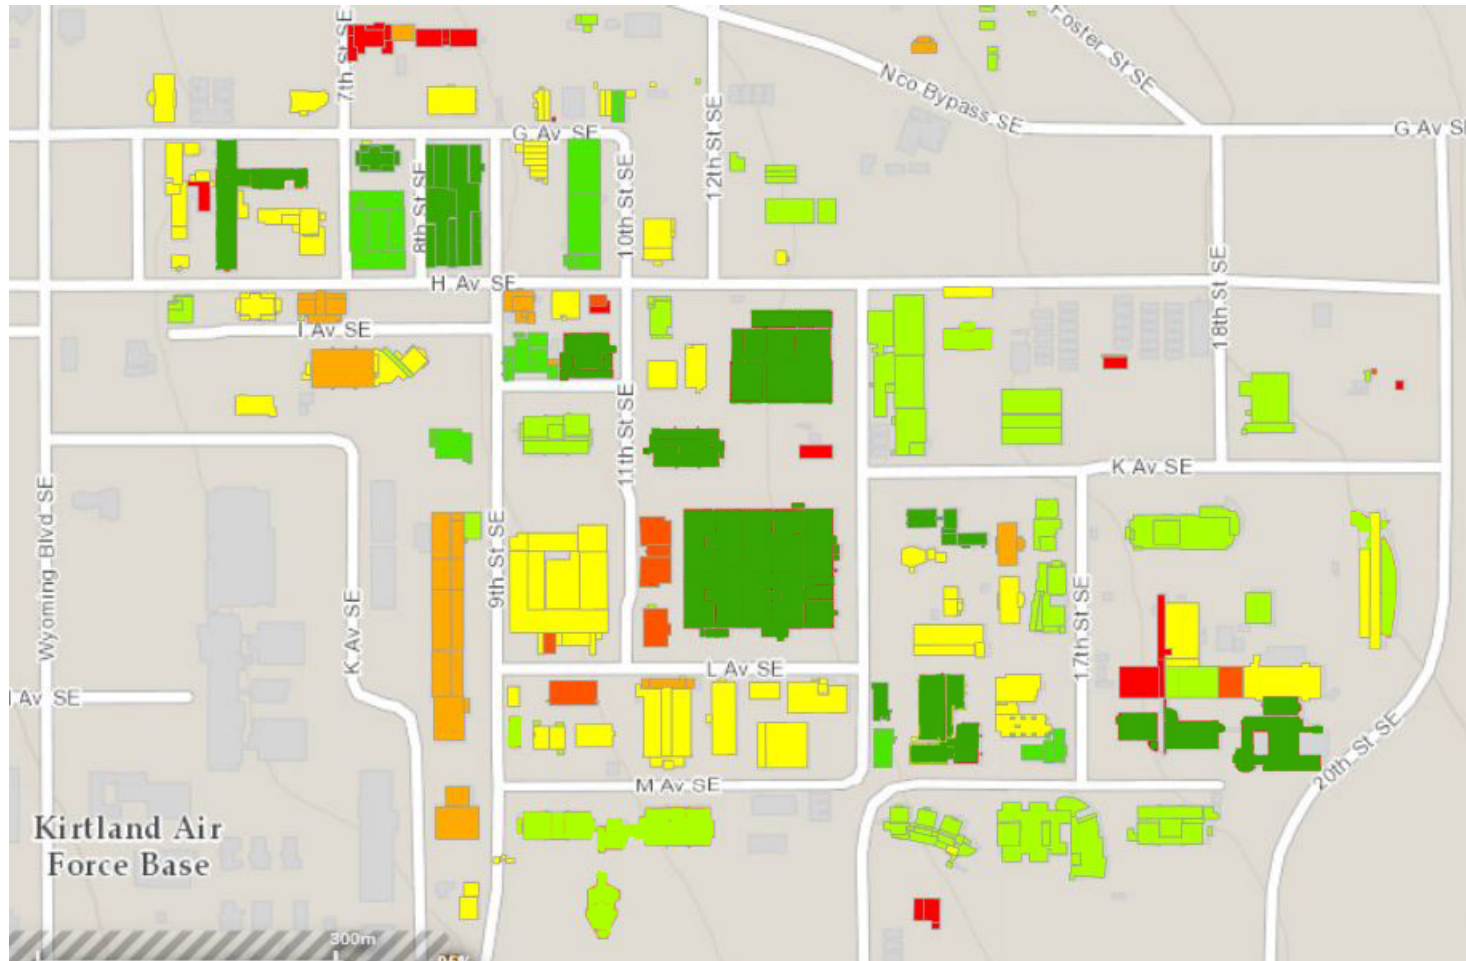 7th St SE
Foster St SE
Nco Bypass SE
12th St SE
G Av SE
G Av S
8th St SE
10th St SE
H Av SE
18th St SE
I Av SE
11th St SE
K Av SE
Wyoming Blvd SE
9th St SE
K Av SE
17th St SE
L Av SE
Av SE
M Av SE
20th St SE
Kirtland Air
Force Base
300m